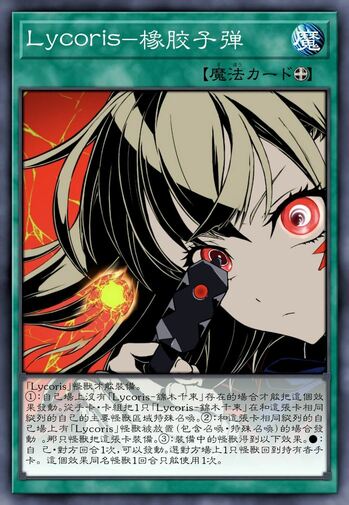 Lycoris-橡胶子弹
魔
【魔法カード】
「Lycoris」怪獸才能裝備。
①:自己場上沒有「Lycoris-錦木千束」存在的場合才能把這個效
果發動。從手卡·卡組把1只「Lycoris-錦木千束」在和這張卡相同
縱列的自己的主要怪獸區域特殊召喚。②:和這張卡相同縱列的自
己場上有「Lycoris」怪獸被放置(包含召喚·特殊召喚)的場合發
動。那只怪獸把這張卡裝備。③:裝備中的怪獸得到以下效果。●:
自己·對方回合1次,可以發動。選對方場上1只怪獸回到持有者手
卡。這個效果同名怪獸1回合只能使用1次。